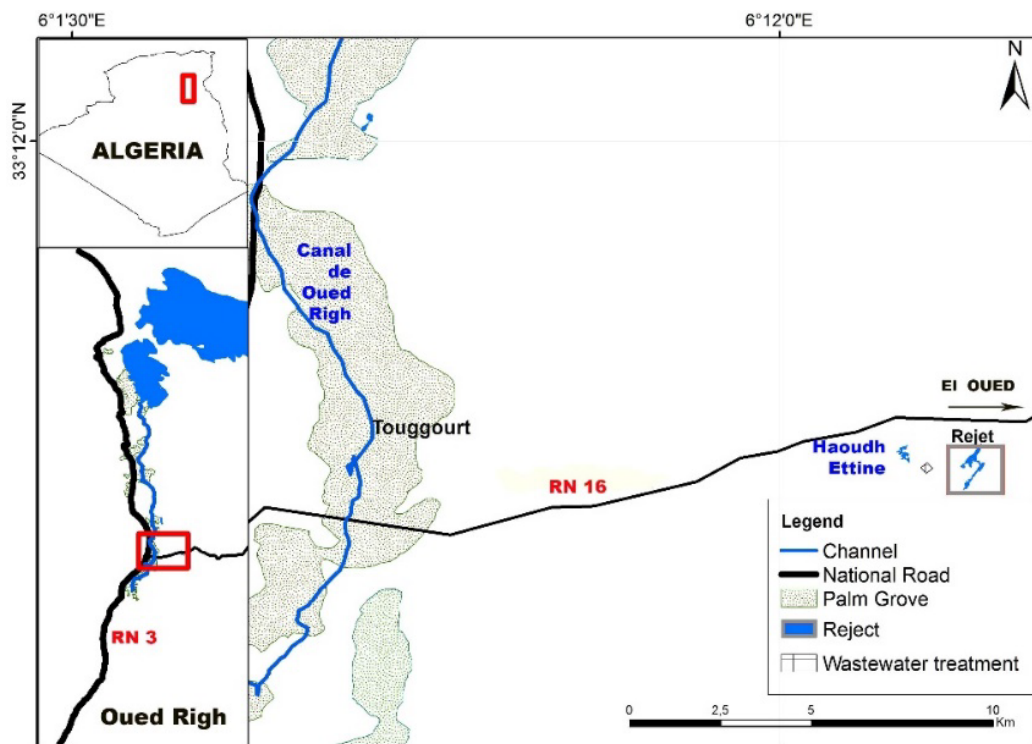 6°1'30"E
6°12'0"E
33°12'0"N
N
ALGERIA
Canal
de
Oued
Righ
Touggourt
El OUED
Haoudh
Ettine
Rejet
RN 16
RN 3
Oued Righ
Legend
Channel
National Road
Palm Grove
Reject
Wastewater treatment
0 2,5 5 10
Km